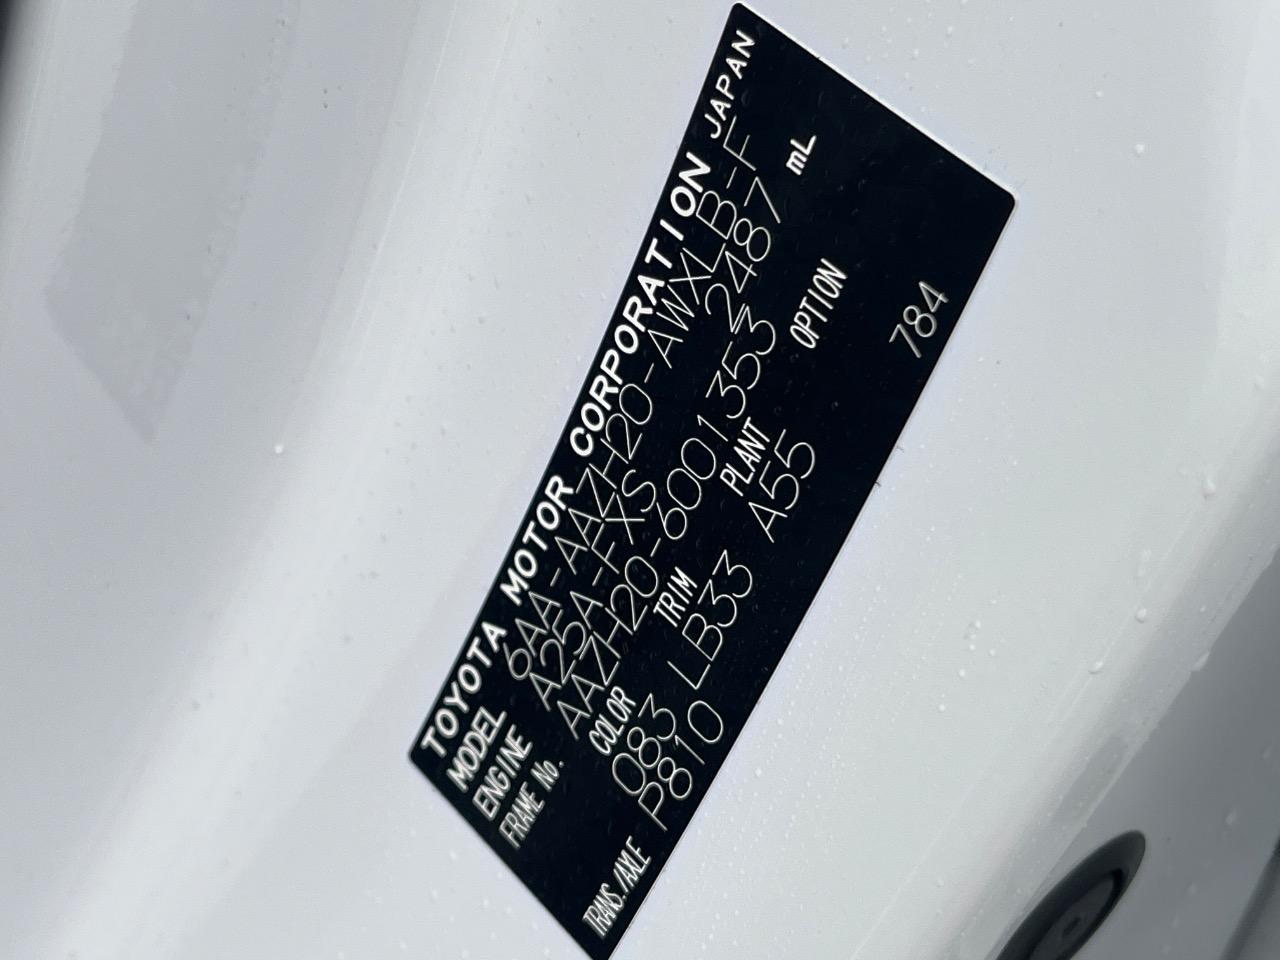 TOYOTA MOTOR CORPORATION JAPAN
MODEL 6AA-AAZH20-AWXLB-F
ENGINE A25A-FXS 2487 mL
FRAME No. AAZH20-6001353
COLOR TRIM PLANT OPTION
083 LB33 A55 784
TRANS./AXLE P810